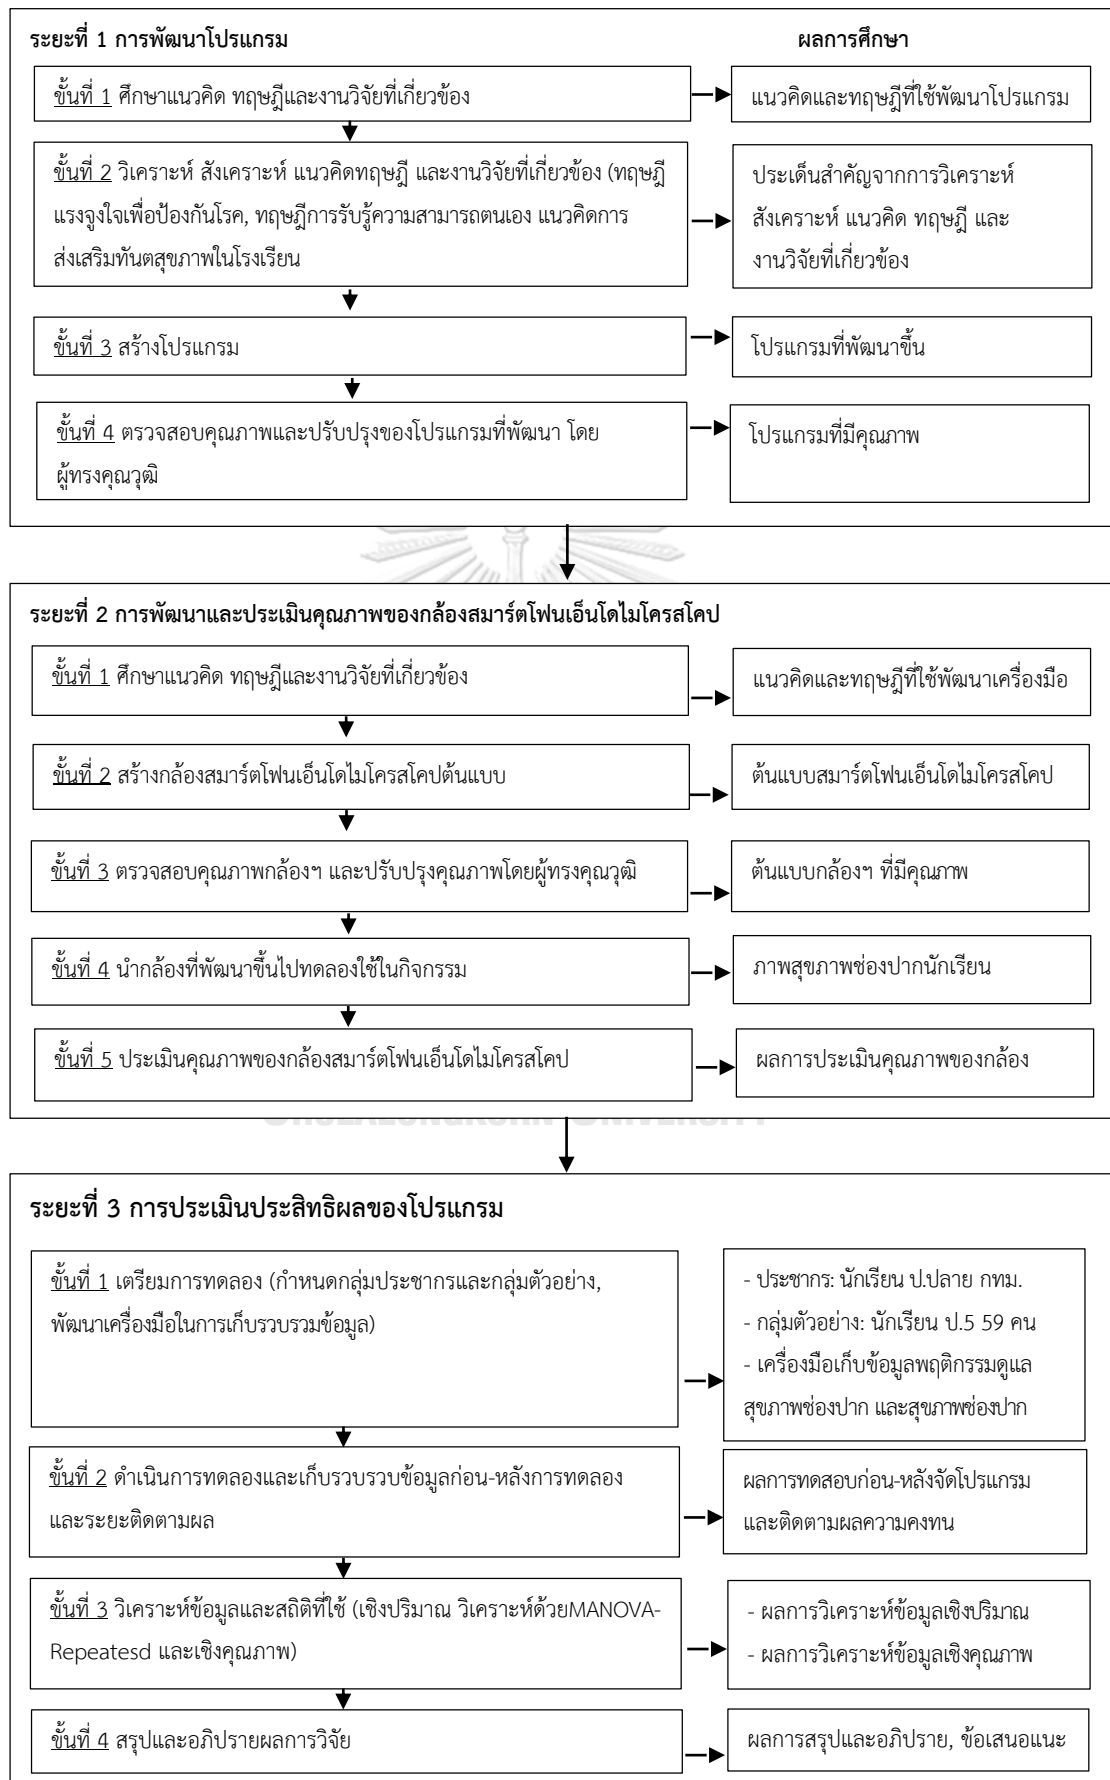 ระยะที่ 1 การพัฒนาโปรแกรม
ผลการศึกษา
ขั้นที่ 1 ศึกษาแนวคิด ทฤษฎีและงานวิจัยที่เกี่ยวข้อง
แนวคิดและทฤษฎีที่ใช้พัฒนาโปรแกรม
ขั้นที่ 2 วิเคราะห์ สังเคราะห์ แนวคิดทฤษฎี และงานวิจัยที่เกี่ยวข้อง (ทฤษฎี
แรงจูงใจเพื่อป้องกันโรค, ทฤษฎีการรับรู้ความสามารถตนเอง แนวคิดการ
ส่งเสริมทันตสุขภาพในโรงเรียน
ประเด็นสำคัญจากการวิเคราะห์
สังเคราะห์ แนวคิด ทฤษฎี และ
งานวิจัยที่เกี่ยวข้อง
ขั้นที่ 3 สร้างโปรแกรม
โปรแกรมที่พัฒนาขึ้น
ขั้นที่ 4 ตรวจสอบคุณภาพและปรับปรุงของโปรแกรมที่พัฒนา โดย
ผู้ทรงคุณวุฒิ
โปรแกรมที่มีคุณภาพ
ระยะที่ 2 การพัฒนาและประเมินคุณภาพของกล้องสมาร์ตโฟนเอ็นโดไมโครสโคป
ขั้นที่ 1 ศึกษาแนวคิด ทฤษฎีและงานวิจัยที่เกี่ยวข้อง
แนวคิดและทฤษฎีที่ใช้พัฒนาเครื่องมือ
ขั้นที่ 2 สร้างกล้องสมาร์ตโฟนเอ็นโดไมโครสโคปต้นแบบ
ต้นแบบสมาร์ตโฟนเอ็นโดไมโครสโคป
ขั้นที่ 3 ตรวจสอบคุณภาพกล้องฯ และปรับปรุงคุณภาพโดยผู้ทรงคุณวุฒิ
ต้นแบบกล้องฯ ที่มีคุณภาพ
ขั้นที่ 4 นำกล้องที่พัฒนาขึ้นไปทดลองใช้ในกิจกรรม
ภาพสุขภาพช่องปากนักเรียน
ขั้นที่ 5 ประเมินคุณภาพของกล้องสมาร์ตโฟนเอ็นโดไมโครสโคป
ผลการประเมินคุณภาพของกล้อง
CHULALONGKORN UNIVERSITY
ระยะที่ 3 การประเมินประสิทธิผลของโปรแกรม
ขั้นที่ 1 เตรียมการทดลอง (กำหนดกลุ่มประชากรและกลุ่มตัวอย่าง,
พัฒนาเครื่องมือในการเก็บรวบรวมข้อมูล)
- ประชากร: นักเรียน ป.ปลาย กทม.
- กลุ่มตัวอย่าง: นักเรียน ป.5 59 คน
- เครื่องมือเก็บข้อมูลพฤติกรรมดูแล
สุขภาพช่องปาก และสุขภาพช่องปาก
ขั้นที่ 2 ดำเนินการทดลองและเก็บรวบรวบข้อมูลก่อน-หลังการทดลอง
และระยะติดตามผล
ผลการทดสอบก่อน-หลังจัดโปรแกรม
และติดตามผลความคงทน
ขั้นที่ 3 วิเคราะห์ข้อมูลและสถิติที่ใช้ (เชิงปริมาณ วิเคราะห์ด้วยMANOVA-
Repeatesd และเชิงคุณภาพ)
- ผลการวิเคราะห์ข้อมูลเชิงปริมาณ
- ผลการวิเคราะห์ข้อมูลเชิงคุณภาพ
ขั้นที่ 4 สรุปและอภิปรายผลการวิจัย
ผลการสรุปและอภิปราย, ข้อเสนอแนะ